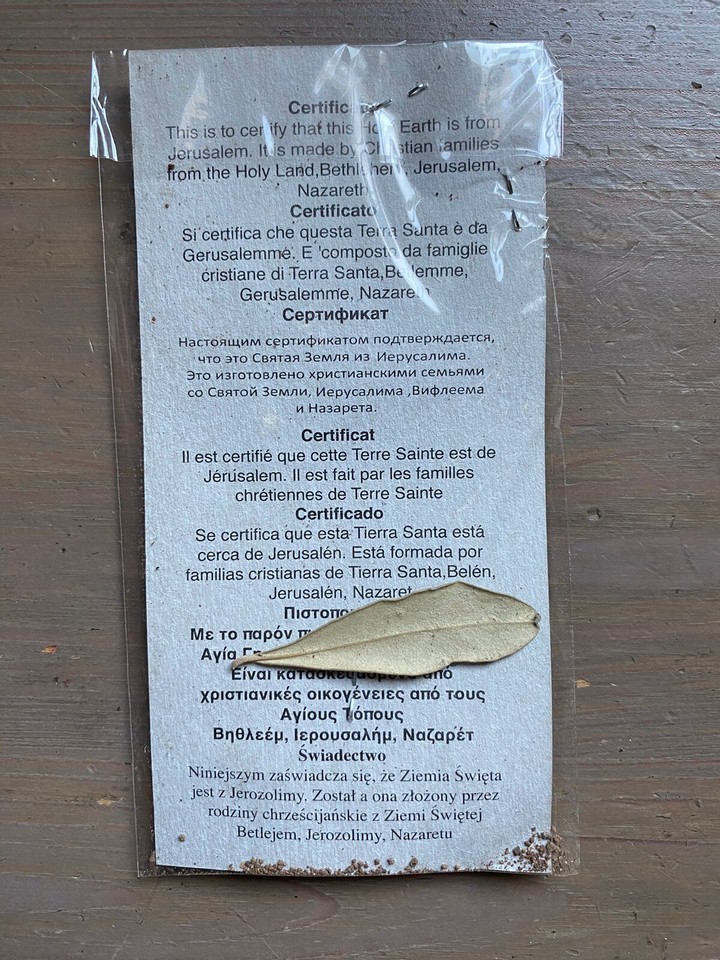 This is to certify that this Earth is from
Jerusalem. It is made by Christian families
from the Holy Land,Bethlehem, Jerusalem,
Nazareth
Certificato
Si certifica che questa Terra Santa è da
Gerusalemme. E 'composto da famiglie
cristiane di Terra Santa,Betlemme,
Gerusalemme, Nazareth
Сертификат
Настоящим сертификатом подтверждается,
что это Святая Земля из Иерусалима.
Это изготовлено христианскими семьями
со Святой Земли, Иерусалима ,Вифлеема
и Назарета.
Certificat
Il est certifié que cette Terre Sainte est de
Jérusalem. Il est fait par les familles
chrétiennes de Terre Sainte
Certificado
Se certifica que esta Tierra Santa está
cerca de Jerusalén. Está formada por
familias cristianas de Tierra Santa,Belén,
Jerusalén, Nazaret
Με το παρόν
Αγία
Είναι κατασκευασμένο από
χριστιανικές οικογένειες από τους
Αγίους Τόπους
Βηθλεέμ, Ιερουσαλήμ, Ναζαρέτ
Świadectwo
Niniejszym zaświadcza się, że Ziemia Święta
jest z Jerozolimy. Został a ona złożony przez
rodziny chrześcijańskie z Ziemi Świętej
Betlejem, Jerozolimy, Nazaretu